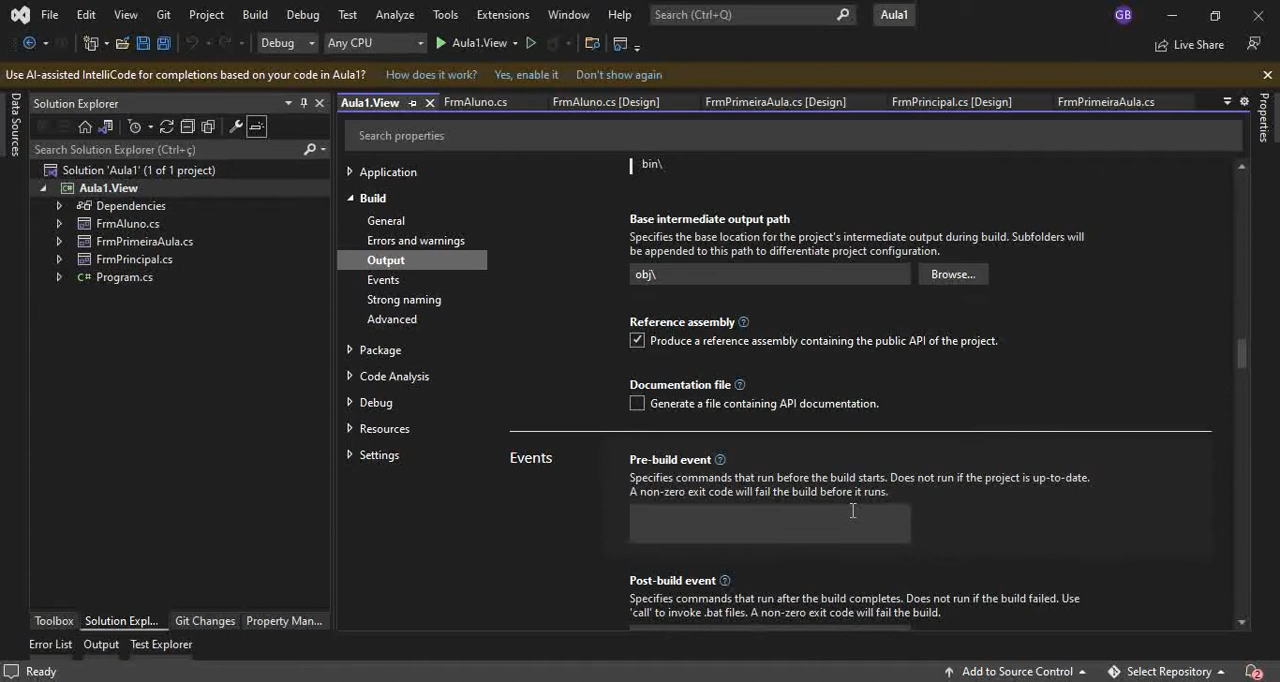 File Edit View Git Project Build Debug Test Analyze Tools Extensions Window Help Search (Ctrl+Q) Aula1 GB
Debug Any CPU Aula1.View Live Share
Use AI-assisted IntelliCode for completions based on your code in Aula1? How does it work? Yes, enable it Don't show again
Data Sources
Solution Explorer
Search Solution Explorer (Ctrl+ç)
Solution 'Aula1' (1 of 1 project)
Aula1.View
Dependencies
FrmAluno.cs
FrmPrimeiraAula.cs
FrmPrincipal.cs
C# Program.cs
Toolbox Solution Expl... Git Changes Property Man...
Aula1.View FrmAluno.cs FrmAluno.cs [Design] FrmPrimeiraAula.cs [Design] FrmPrincipal.cs [Design] FrmPrimeiraAula.cs
Search properties
Application
Build
General
Errors and warnings
Output
Events
Strong naming
Advanced
Package
Code Analysis
Debug
Resources
Settings
bin\
Base intermediate output path
Specifies the base location for the project's intermediate output during build. Subfolders will
be appended to this path to differentiate project configuration.
obj\ Browse...
Reference assembly
Produce a reference assembly containing the public API of the project.
Documentation file
Generate a file containing API documentation.
Events
Pre-build event
Specifies commands that run before the build starts. Does not run if the project is up-to-date.
A non-zero exit code will fail the build before it runs.
Post-build event
Specifies commands that run after the build completes. Does not run if the build failed. Use
'call' to invoke .bat files. A non-zero exit code will fail the build.
Properties
Error List Output Test Explorer
Ready Add to Source Control Select Repository 2